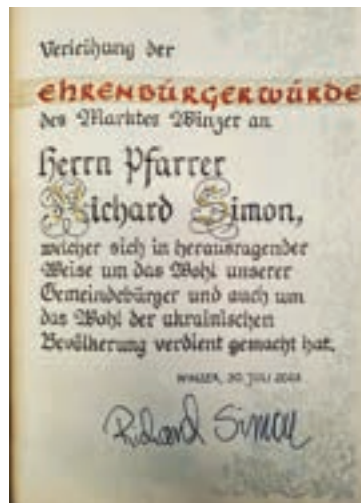 Verleihung der
EHRENBÜRGERWÜRDE
des Marktes Winzer an
Herrn Pfarrer
Richard Simon,
welcher sich in herausragender
Weise um das Wohl unserer
Gemeindebürger und auch um
das Wohl der ukrainischen
Bevölkerung verdient gemacht hat.
WINZER, 30. JULI
Richard Simon